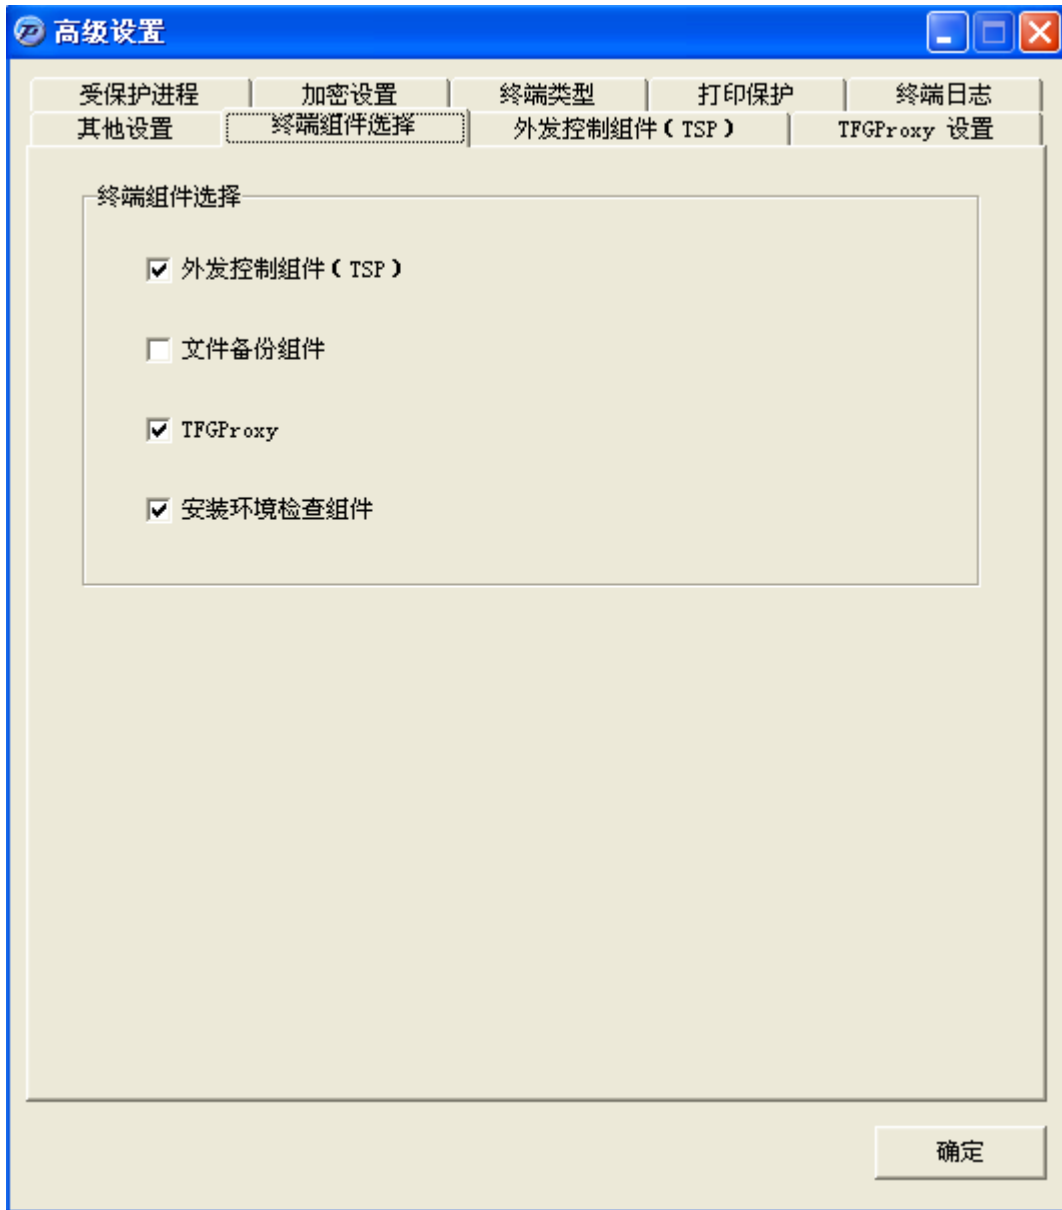 高级设置
受保护进程 加密设置 终端类型 打印保护 终端日志
其他设置 终端组件选择 外发控制组件(TSP) TFGProxy 设置
终端组件选择
外发控制组件(TSP)
文件备份组件
TFGProxy
安装环境检查组件
确定